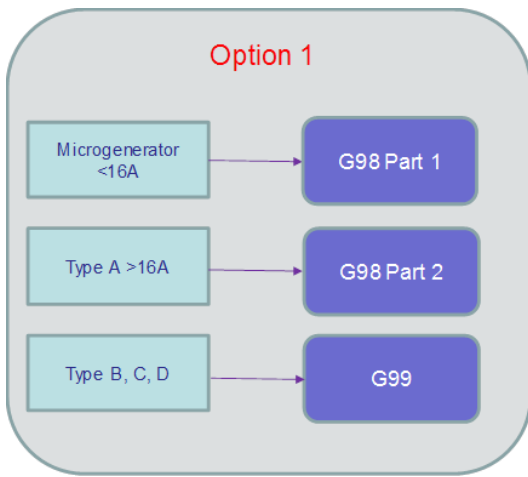 Option 1
Microgenerator
<16A
G98 Part 1
Type A >16A
G98 Part 2
Type B, C, D
G99